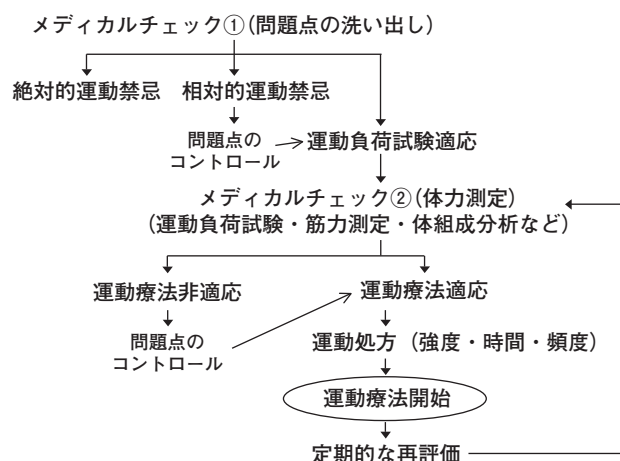 メディカルチェック①(問題点の洗い出し)
絶対的運動禁忌 相対的運動禁忌
問題点の
コントロール
運動負荷試験適応
メディカルチェック②(体力測定)
(運動負荷試験・筋力測定・体組成分析など)
運動療法非適応 運動療法適応
問題点の
コントロール
運動処方(強度・時間・頻度)
運動療法開始
定期的な再評価